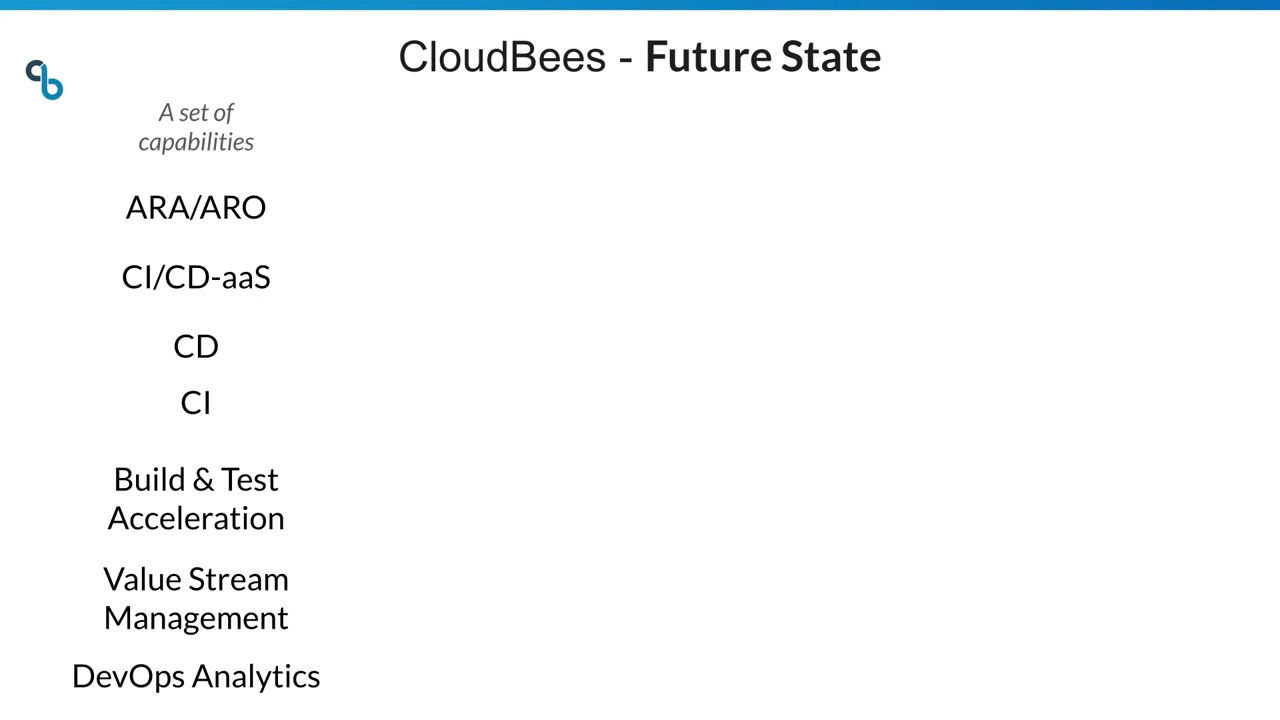 CloudBees - Future State
A set of
capabilities
ARA/ARO
CI/CD-aaS
CD
CI
Build & Test
Acceleration
Value Stream
Management
DevOps Analytics